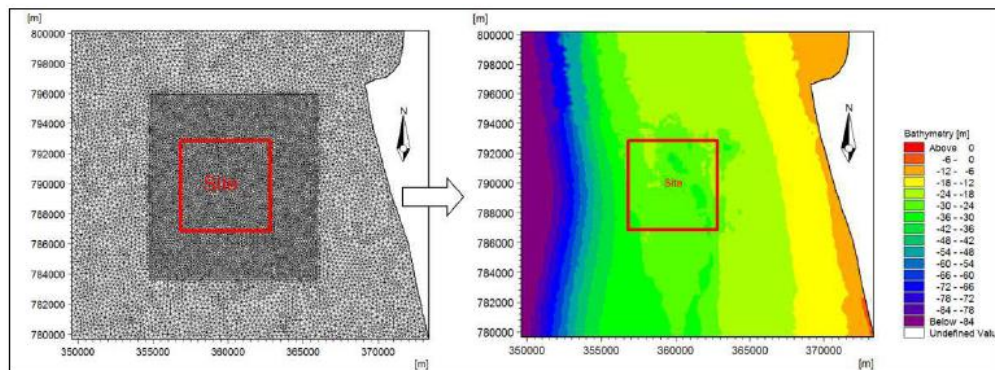 [m]
800000
798000
796000
794000
792000
790000
788000
786000
784000
782000
780000
350000 355000 360000 365000 370000
[m]
Site
N
[m]
800000
798000
796000
794000
792000
790000
788000
786000
784000
782000
780000
350000 355000 360000 365000 370000
[m]
Site
N
Bathymetry [m]
Above 0
-6 - 0
-12 - -6
-18 - -12
-24 - -18
-30 - -24
-36 - -30
-42 - -36
-48 - -42
-54 - -48
-60 - -54
-66 - -60
-72 - -66
-78 - -72
-84 - -78
Below -84
Undefined Valu